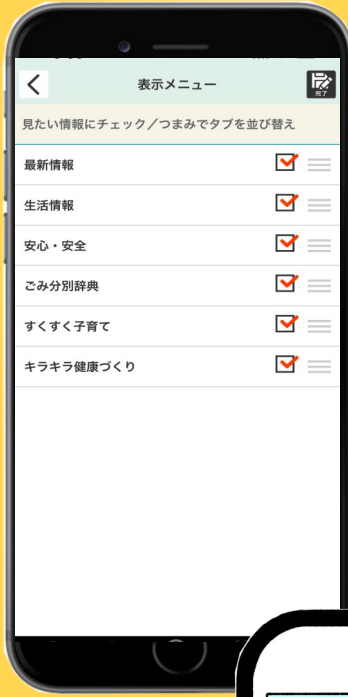 表示メニュー
完了
見たい情報にチェック／つまみでタブを並び替え
最新情報
生活情報
安心・安全
ごみ分別辞典
すくすく子育て
キラキラ健康づくり